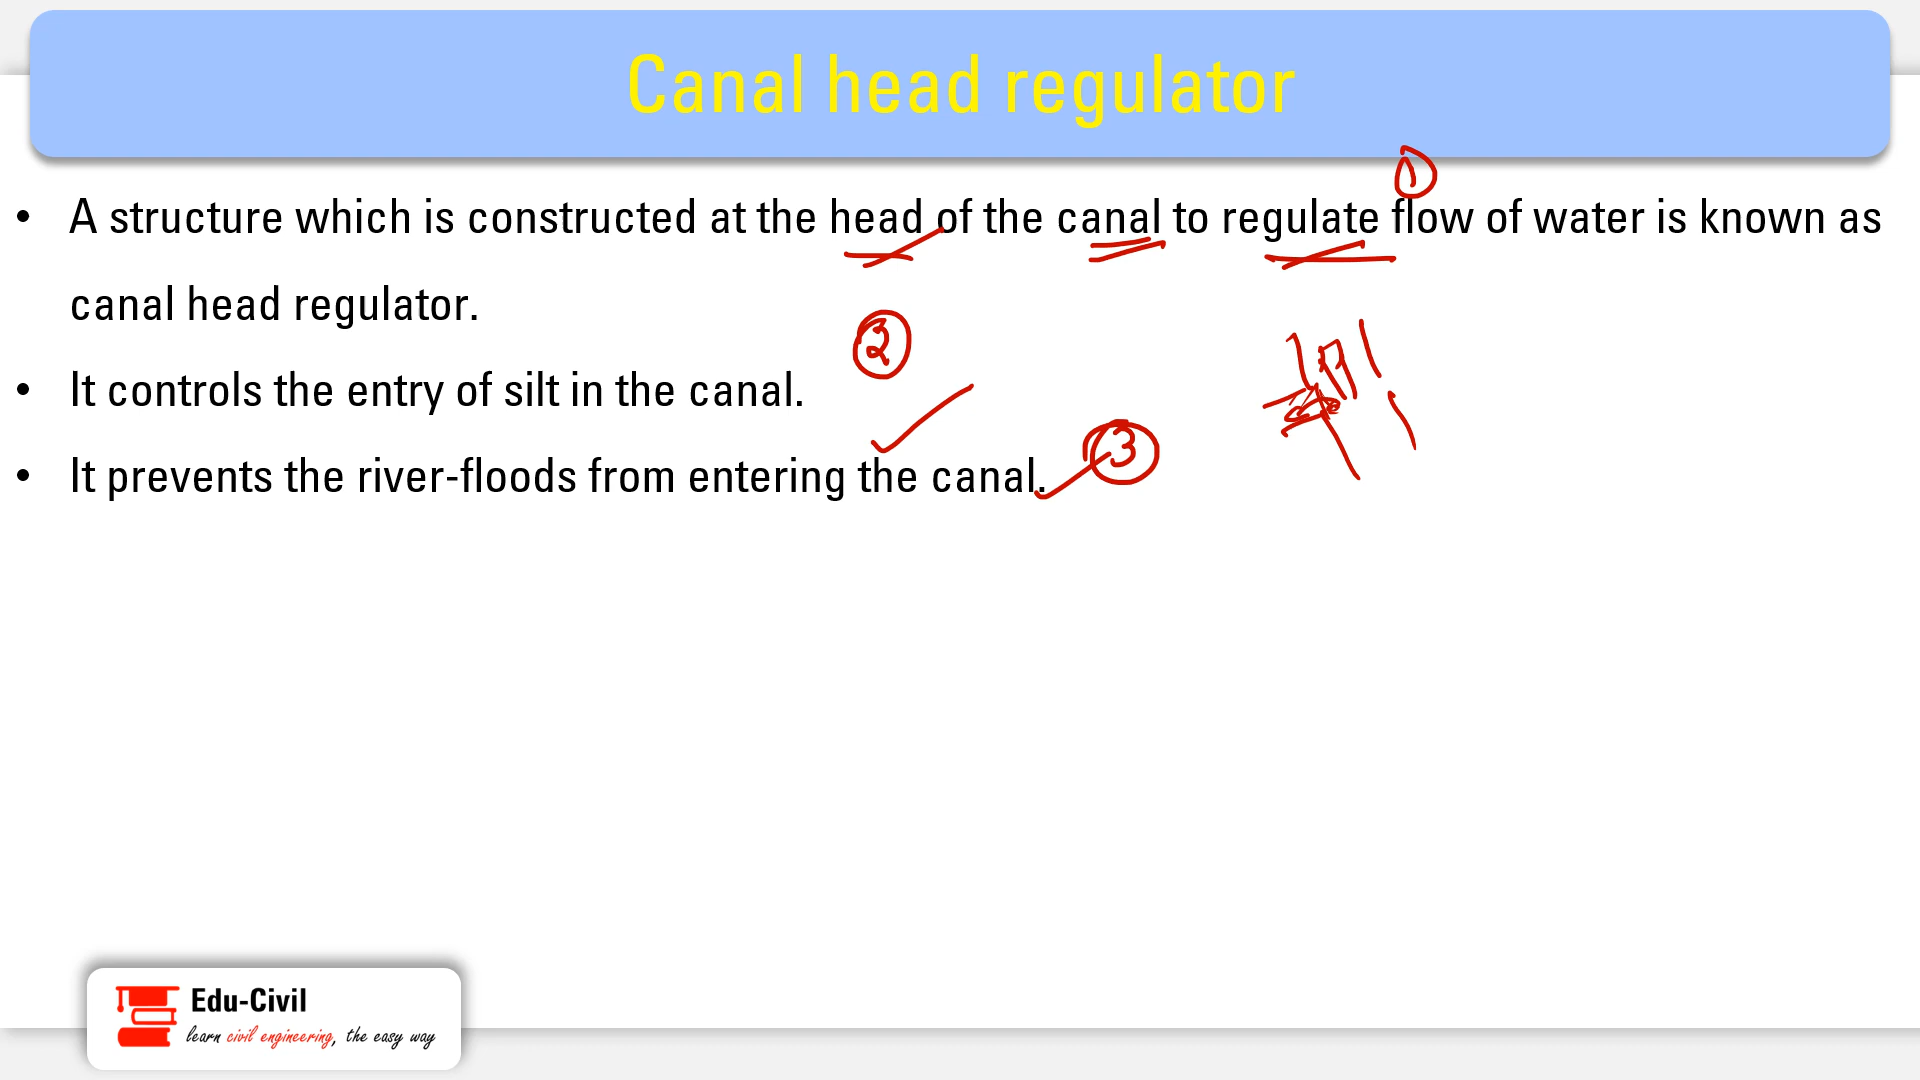 Canal head regulator
①
• A structure which is constructed at the head of the canal to regulate flow of water is known as
canal head regulator.
②
• It controls the entry of silt in the canal.
③
• It prevents the river-floods from entering the canal.
Edu-Civil
learn civil engineering, the easy way